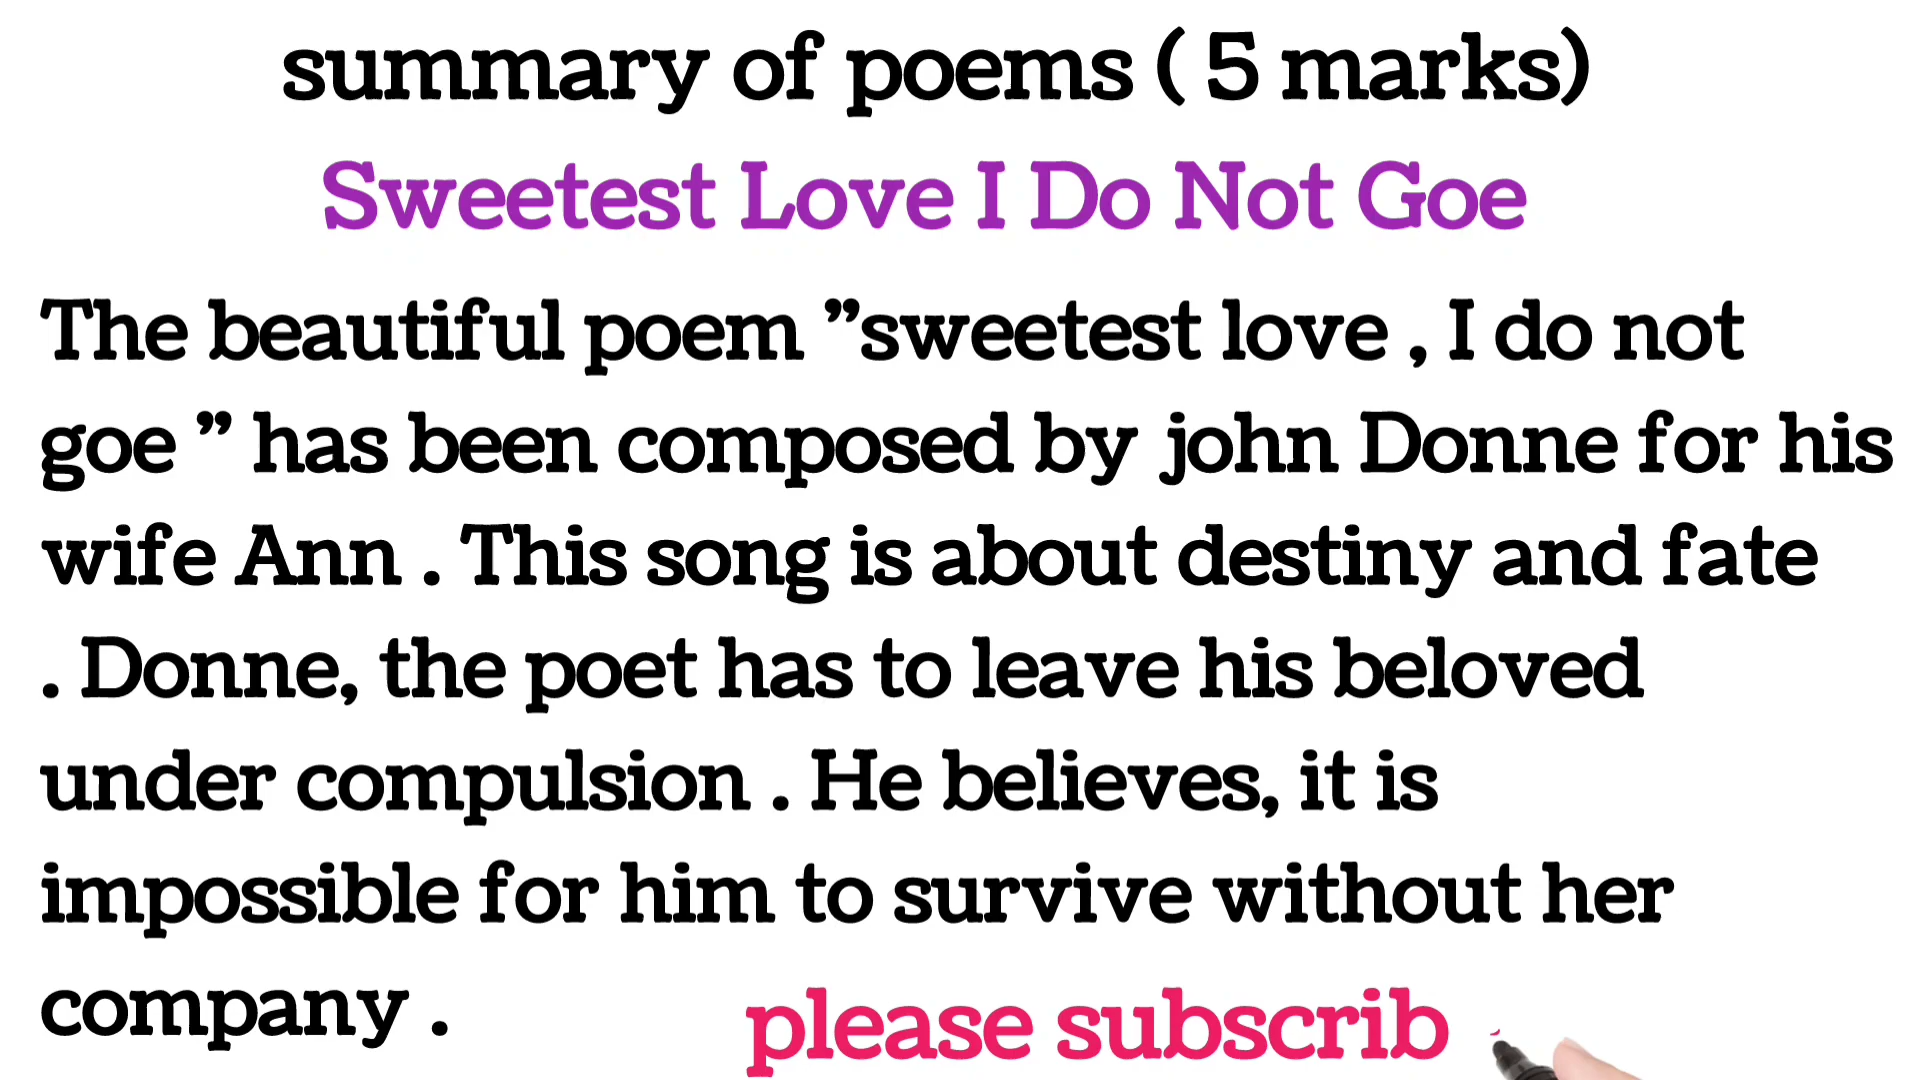 summary of poems ( 5 marks)
Sweetest Love I Do Not Goe
The beautiful poem ”sweetest love , I do not
goe ” has been composed by john Donne for his
wife Ann . This song is about destiny and fate
. Donne, the poet has to leave his beloved
under compulsion . He believes, it is
impossible for him to survive without her
company .
please subscrib